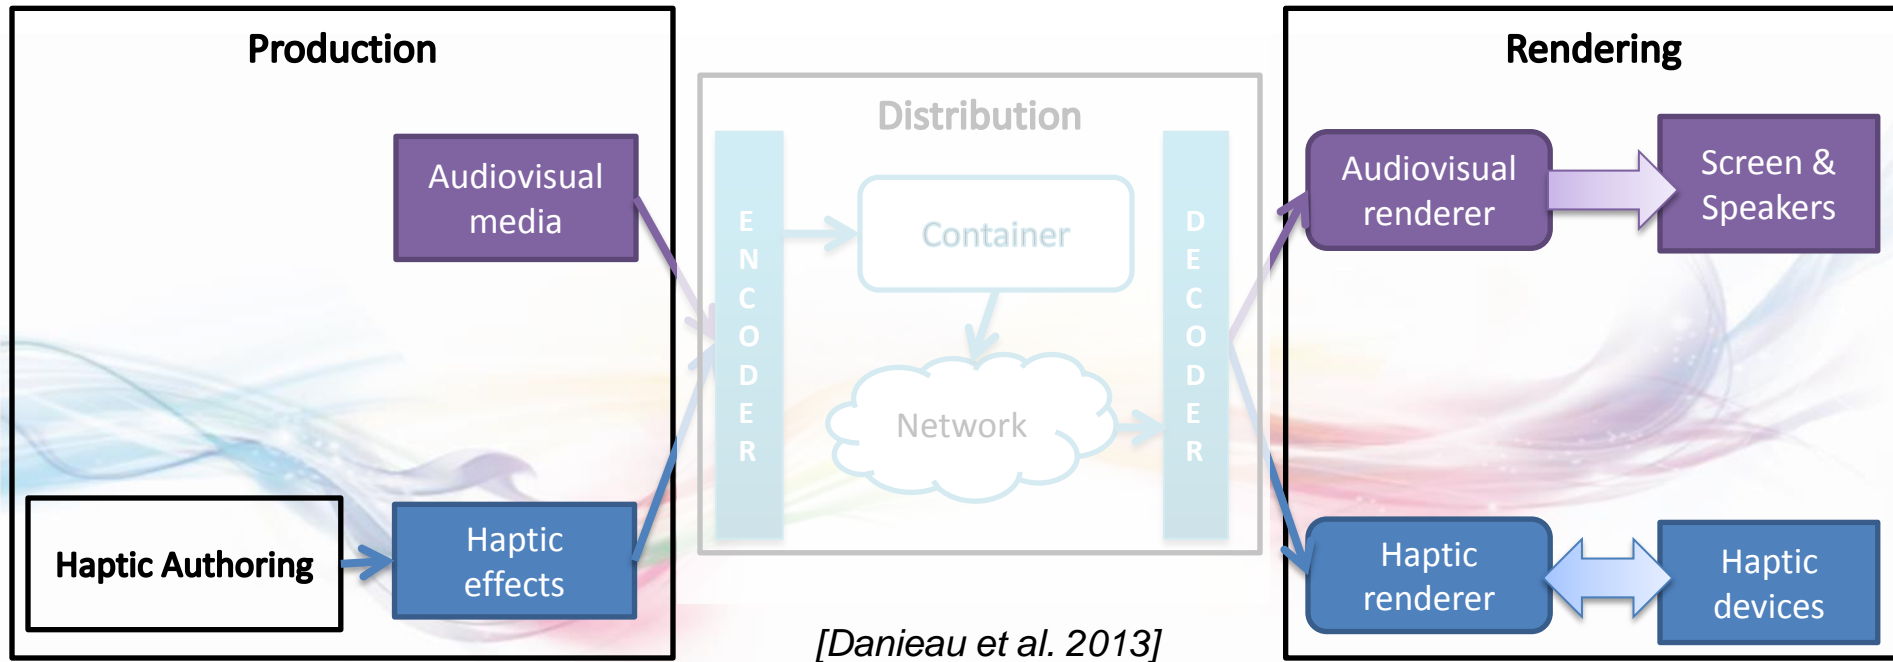 Production
Audiovisual
media
Haptic Authoring
Haptic
effects
Distribution
E
N
C
O
D
E
R
Container
Network
D
E
C
O
D
E
R
[Danieau et al. 2013]
Rendering
Audiovisual
renderer
Screen &
Speakers
Haptic
renderer
Haptic
devices